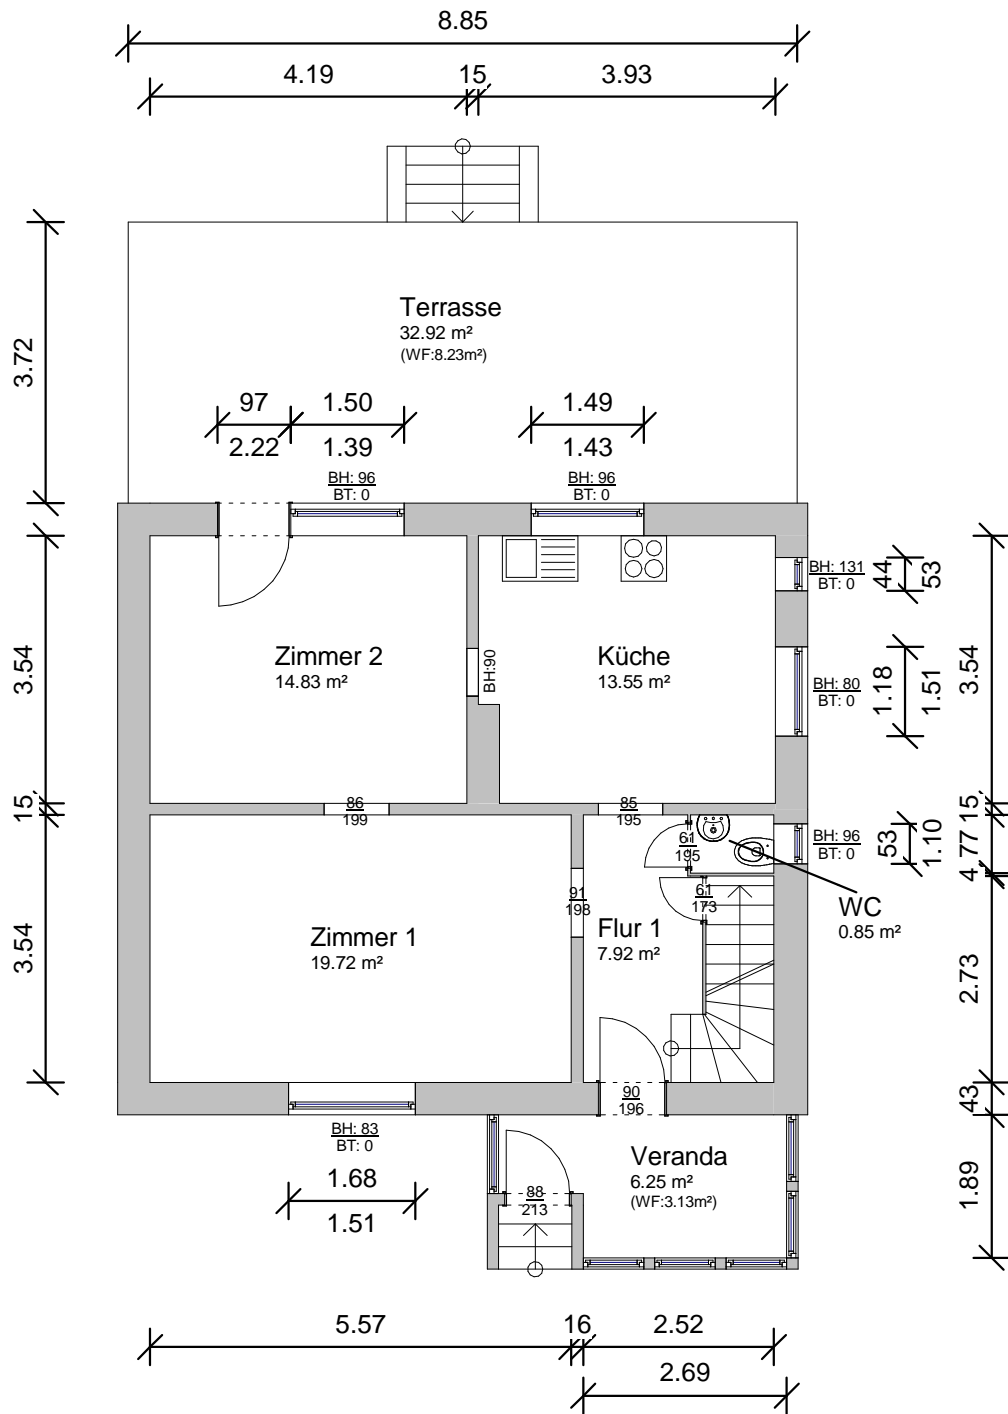 8.85
4.19 15 3.93
Terrasse
32.92 m²
(WF:8.23m²)
3.72
97 1.50 1.49
2.22 1.39 1.43
BH: 96
BT: 0
BH: 96
BT: 0
BH: 131
BT: 0
44
53
Zimmer 2
14.83 m²
BH:90
Küche
13.55 m²
BH: 80
BT: 0
1.18
1.51
3.54
3.54
15
86
199
85
195
15
61
195
BH: 96
BT: 0
53
1.10
77
4
91
198
61
173
WC
0.85 m²
Zimmer 1
19.72 m²
Flur 1
7.92 m²
3.54
2.73
90
196
43
BH: 83
BT: 0
Veranda
6.25 m²
(WF:3.13m²)
88
213
1.89
1.68
1.51
5.57 16 2.52
2.69